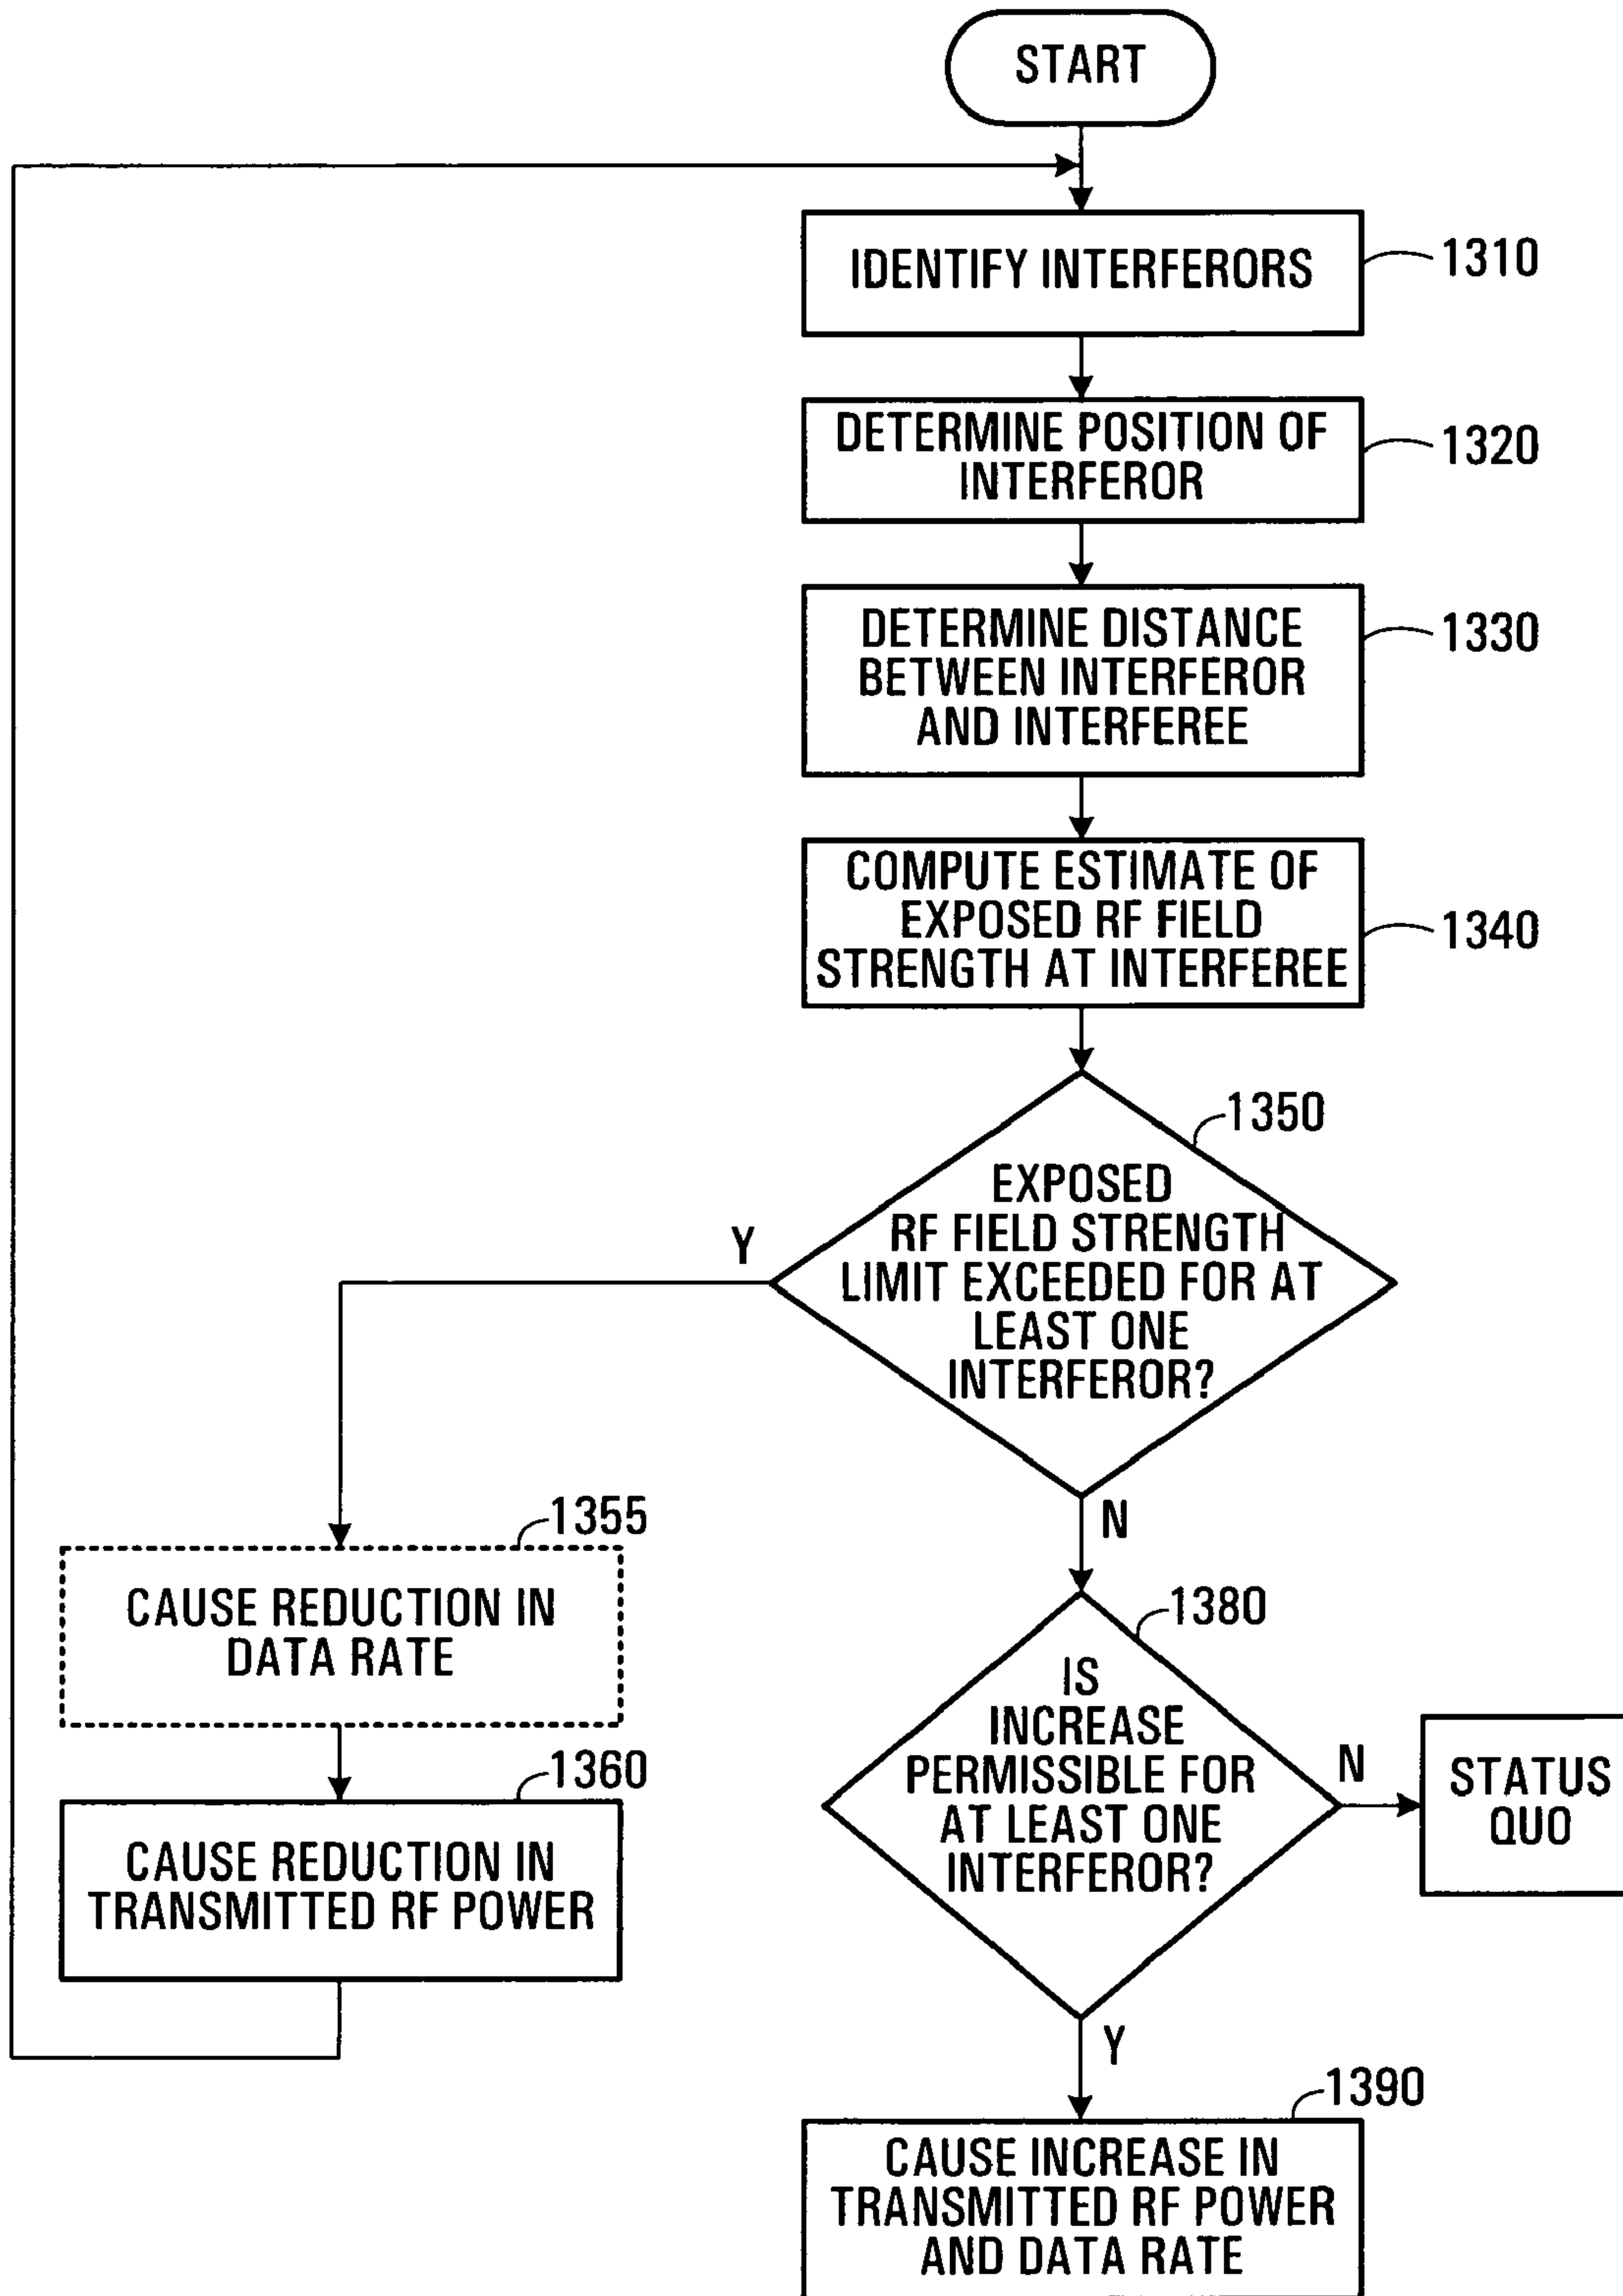 START
IDENTIFY INTERFERORS
1310
DETERMINE POSITION OF
INTERFEROR
1320
DETERMINE DISTANCE
BETWEEN INTERFEROR
AND INTERFEREE
1330
COMPUTE ESTIMATE OF
EXPOSED RF FIELD
STRENGTH AT INTERFEREE
1340
1350
EXPOSED
RF FIELD STRENGTH
LIMIT EXCEEDED FOR AT
LEAST ONE
INTERFEROR?
Y
N
1355
CAUSE REDUCTION IN
DATA RATE
1360
CAUSE REDUCTION IN
TRANSMITTED RF POWER
1380
IS
INCREASE
PERMISSIBLE FOR
AT LEAST ONE
INTERFEROR?
N
STATUS
QUO
Y
1390
CAUSE INCREASE IN
TRANSMITTED RF POWER
AND DATA RATE